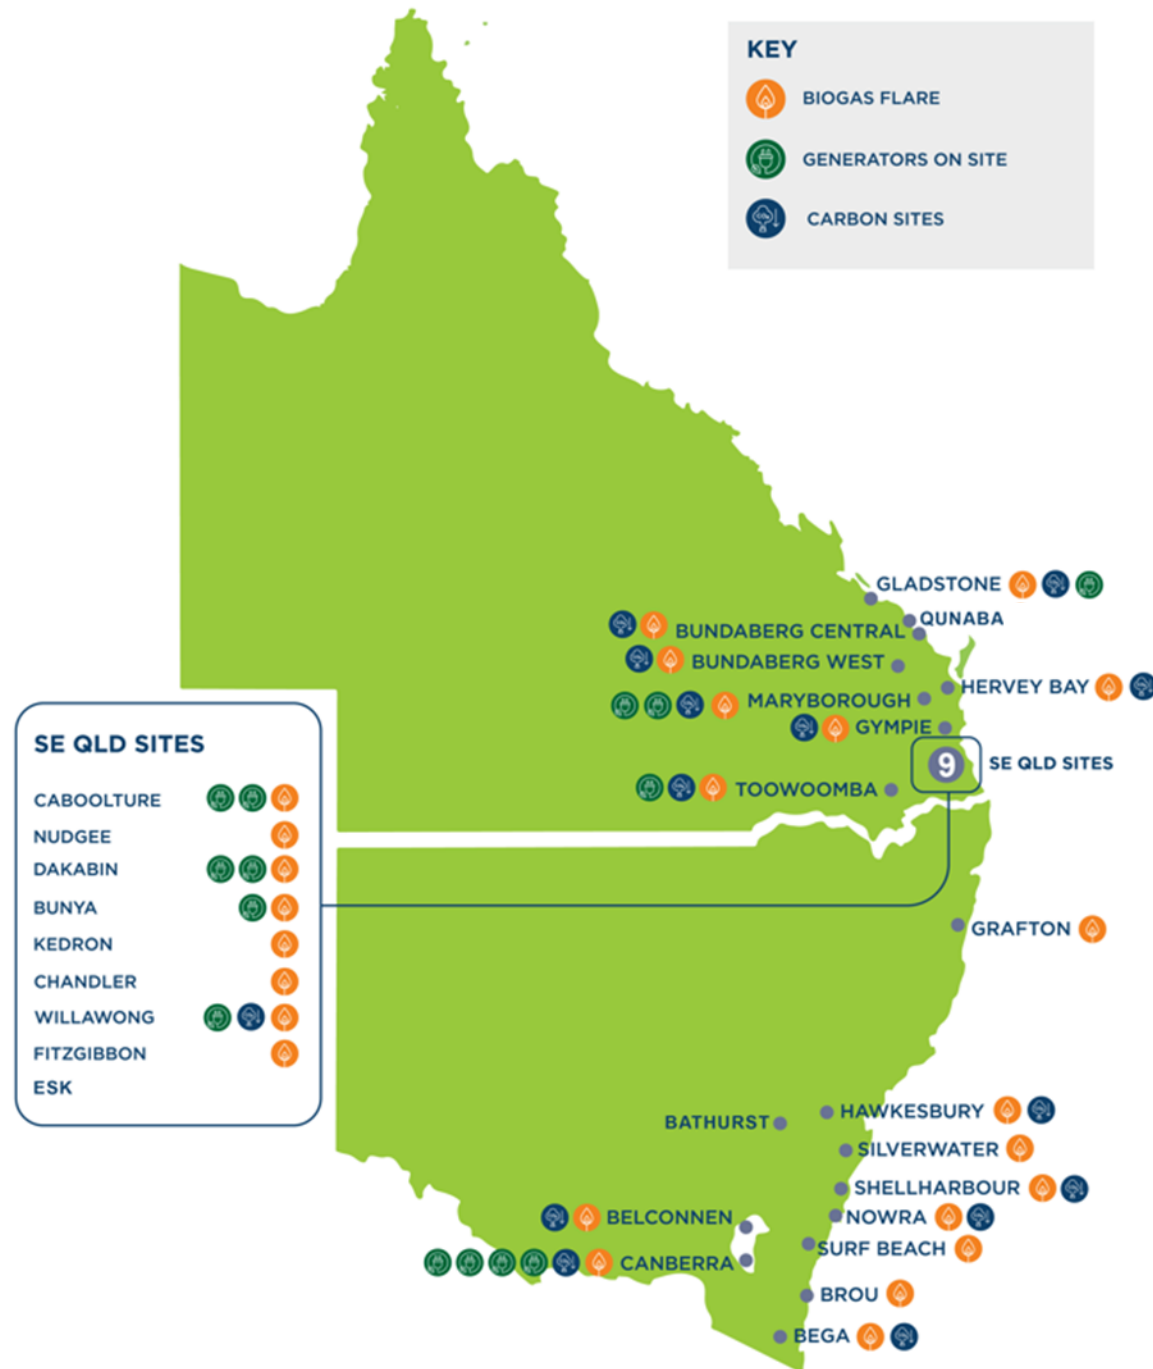 KEY
BIOGAS FLARE
GENERATORS ON SITE
CARBON SITES
GLADSTONE
QUNABA
BUNDABERG CENTRAL
BUNDABERG WEST
HERVEY BAY
MARYBOROUGH
GYMPIE
9 SE QLD SITES
TOOWOOMBA
SE QLD SITES
CABOOLTURE
NUDGEE
DAKABIN
BUNYA
KEDRON
CHANDLER
WILLAWONG
FITZGIBBON
ESK
GRAFTON
HAWKESBURY
BATHURST
SILVERWATER
SHELLHARBOUR
BELCONNEN
NOWRA
SURF BEACH
CANBERRA
BROU
BEGA